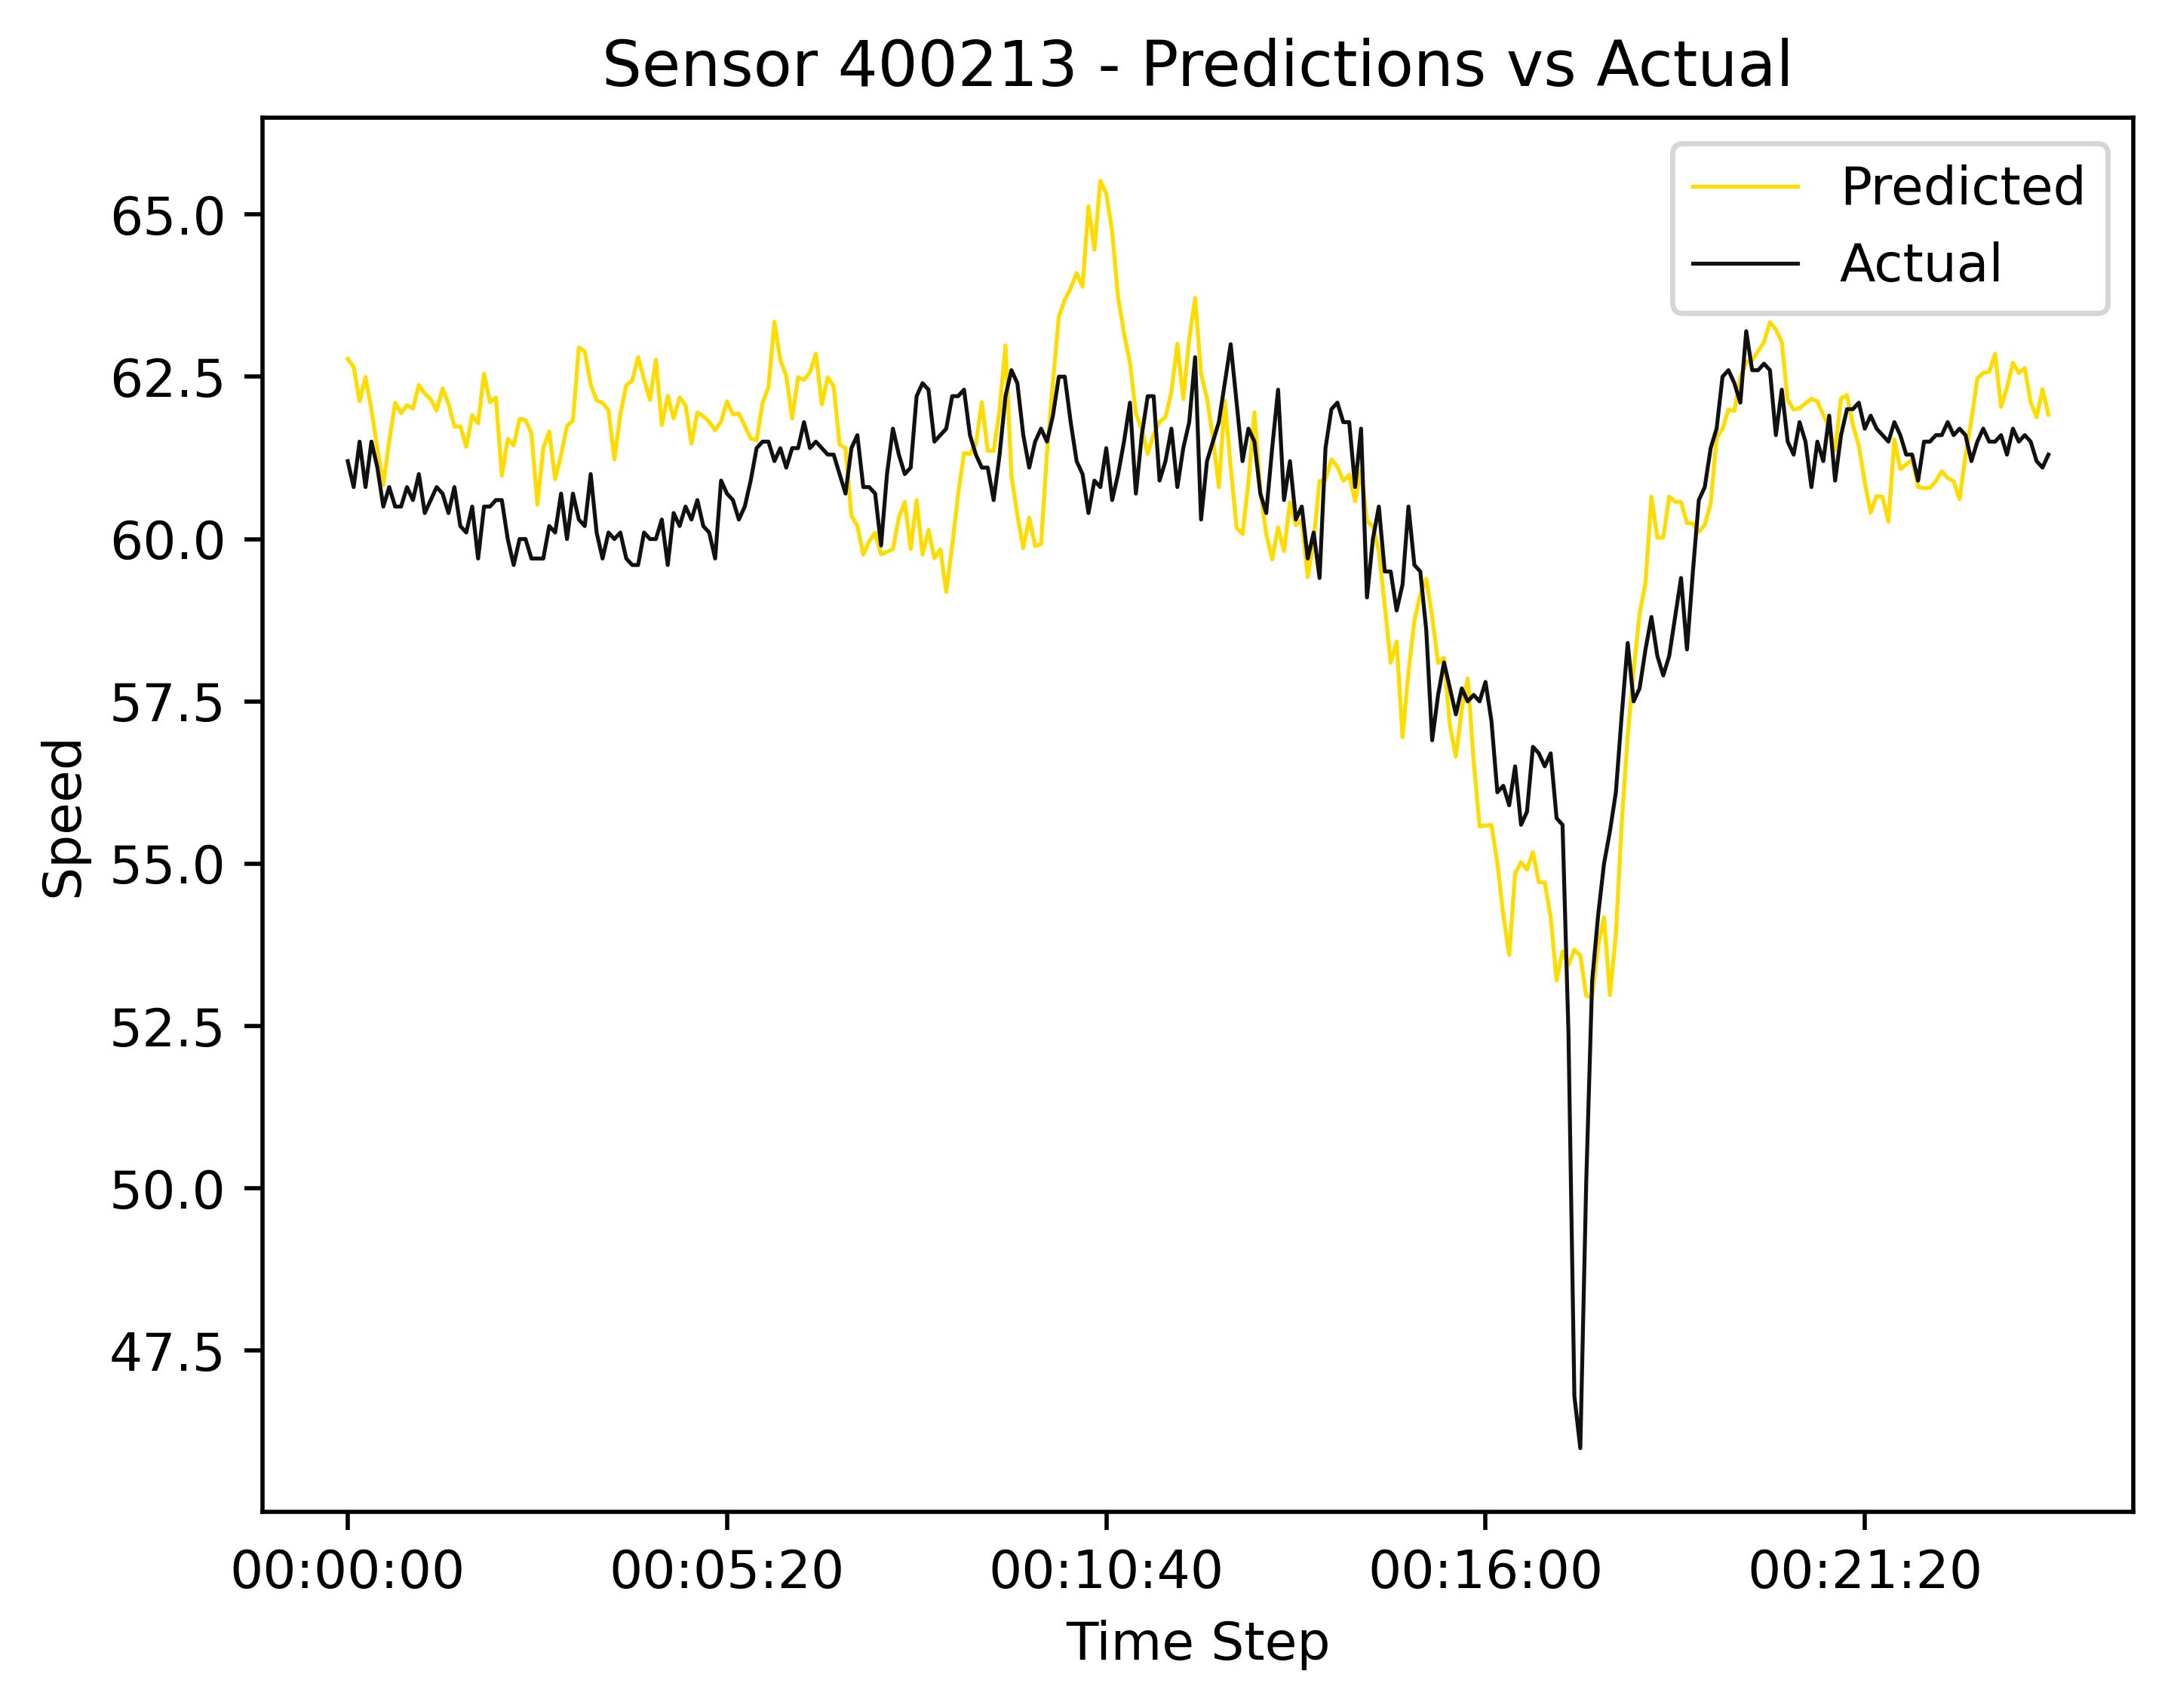 Sensor 400213 - Predictions vs Actual
Predicted
Actual
65.0
62.5
60.0
57.5
55.0
52.5
50.0
47.5
Speed
00:00:00 00:05:20 00:10:40 00:16:00 00:21:20
Time Step